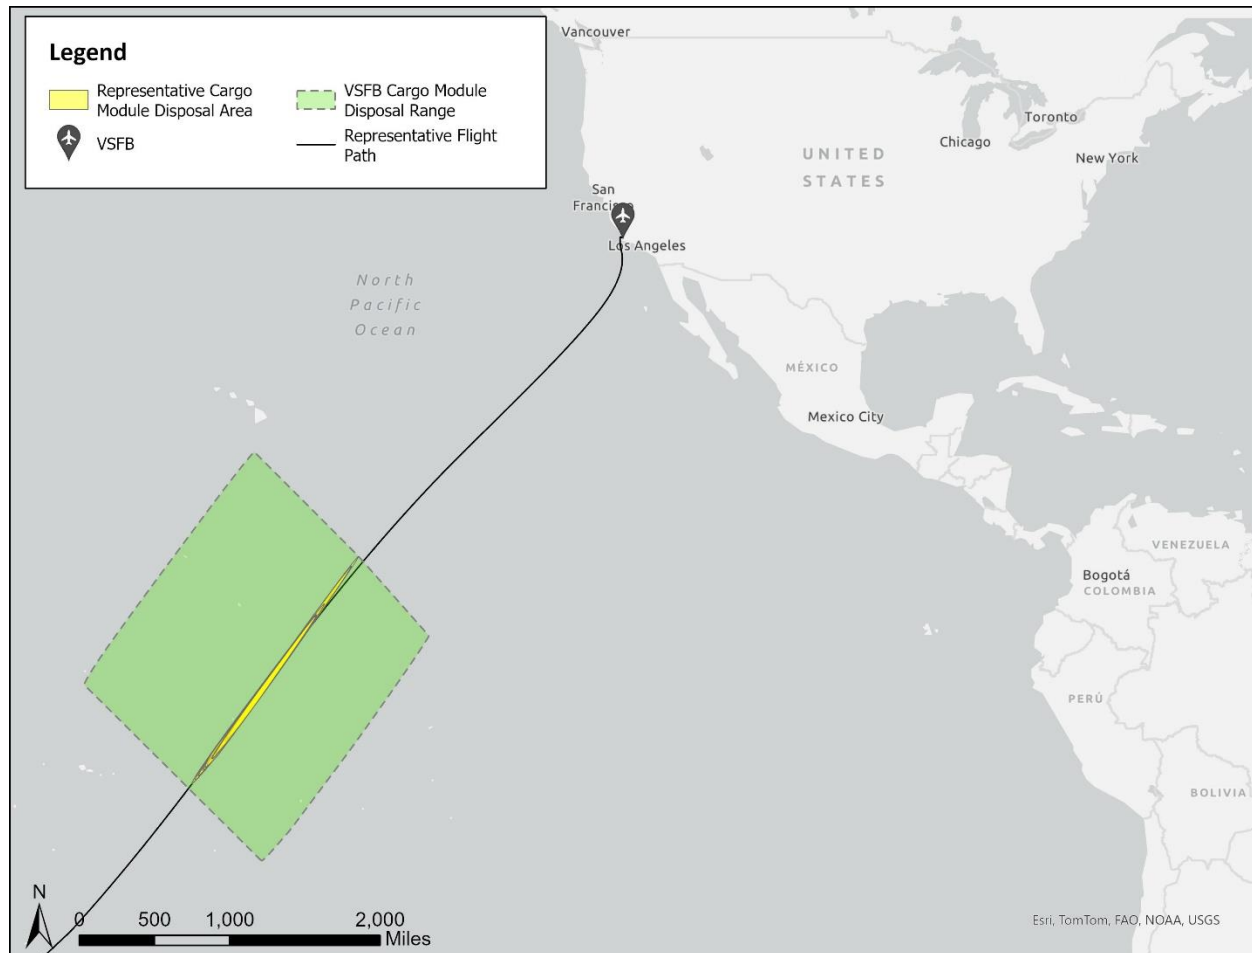 Legend
Representative Cargo
Module Disposal Area
VSFB Cargo Module
Disposal Range
VSFB
Representative Flight
Path
Vancouver
Toronto
Chicago
New York
UNITED
STATES
San
Francisco
Los Angeles
North
Pacific
Ocean
MÉXICO
Mexico City
VENEZUELA
Bogotá
COLOMBIA
PERÚ
BOLIVIA
N
0 500 1,000 2,000
Miles
Esri, TomTom, FAO, NOAA, USGS